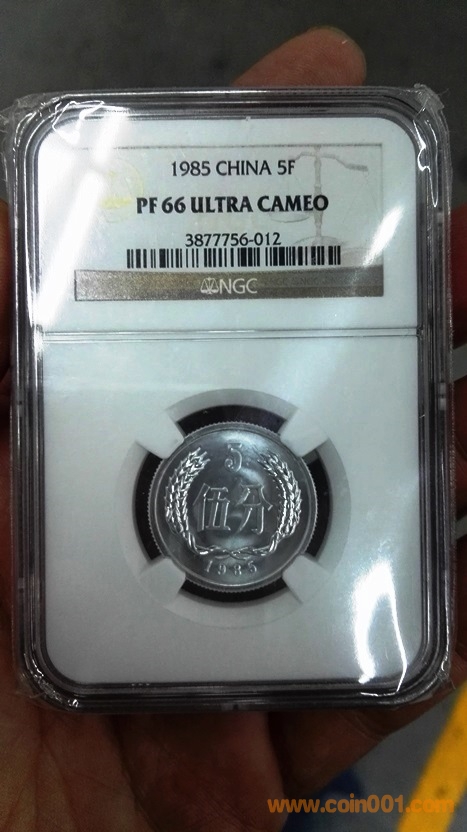 1985 CHINA 5F
PF 66 ULTRA CAMEO
3877756-012
NGC
5
伍分
1985
www.coin001.com